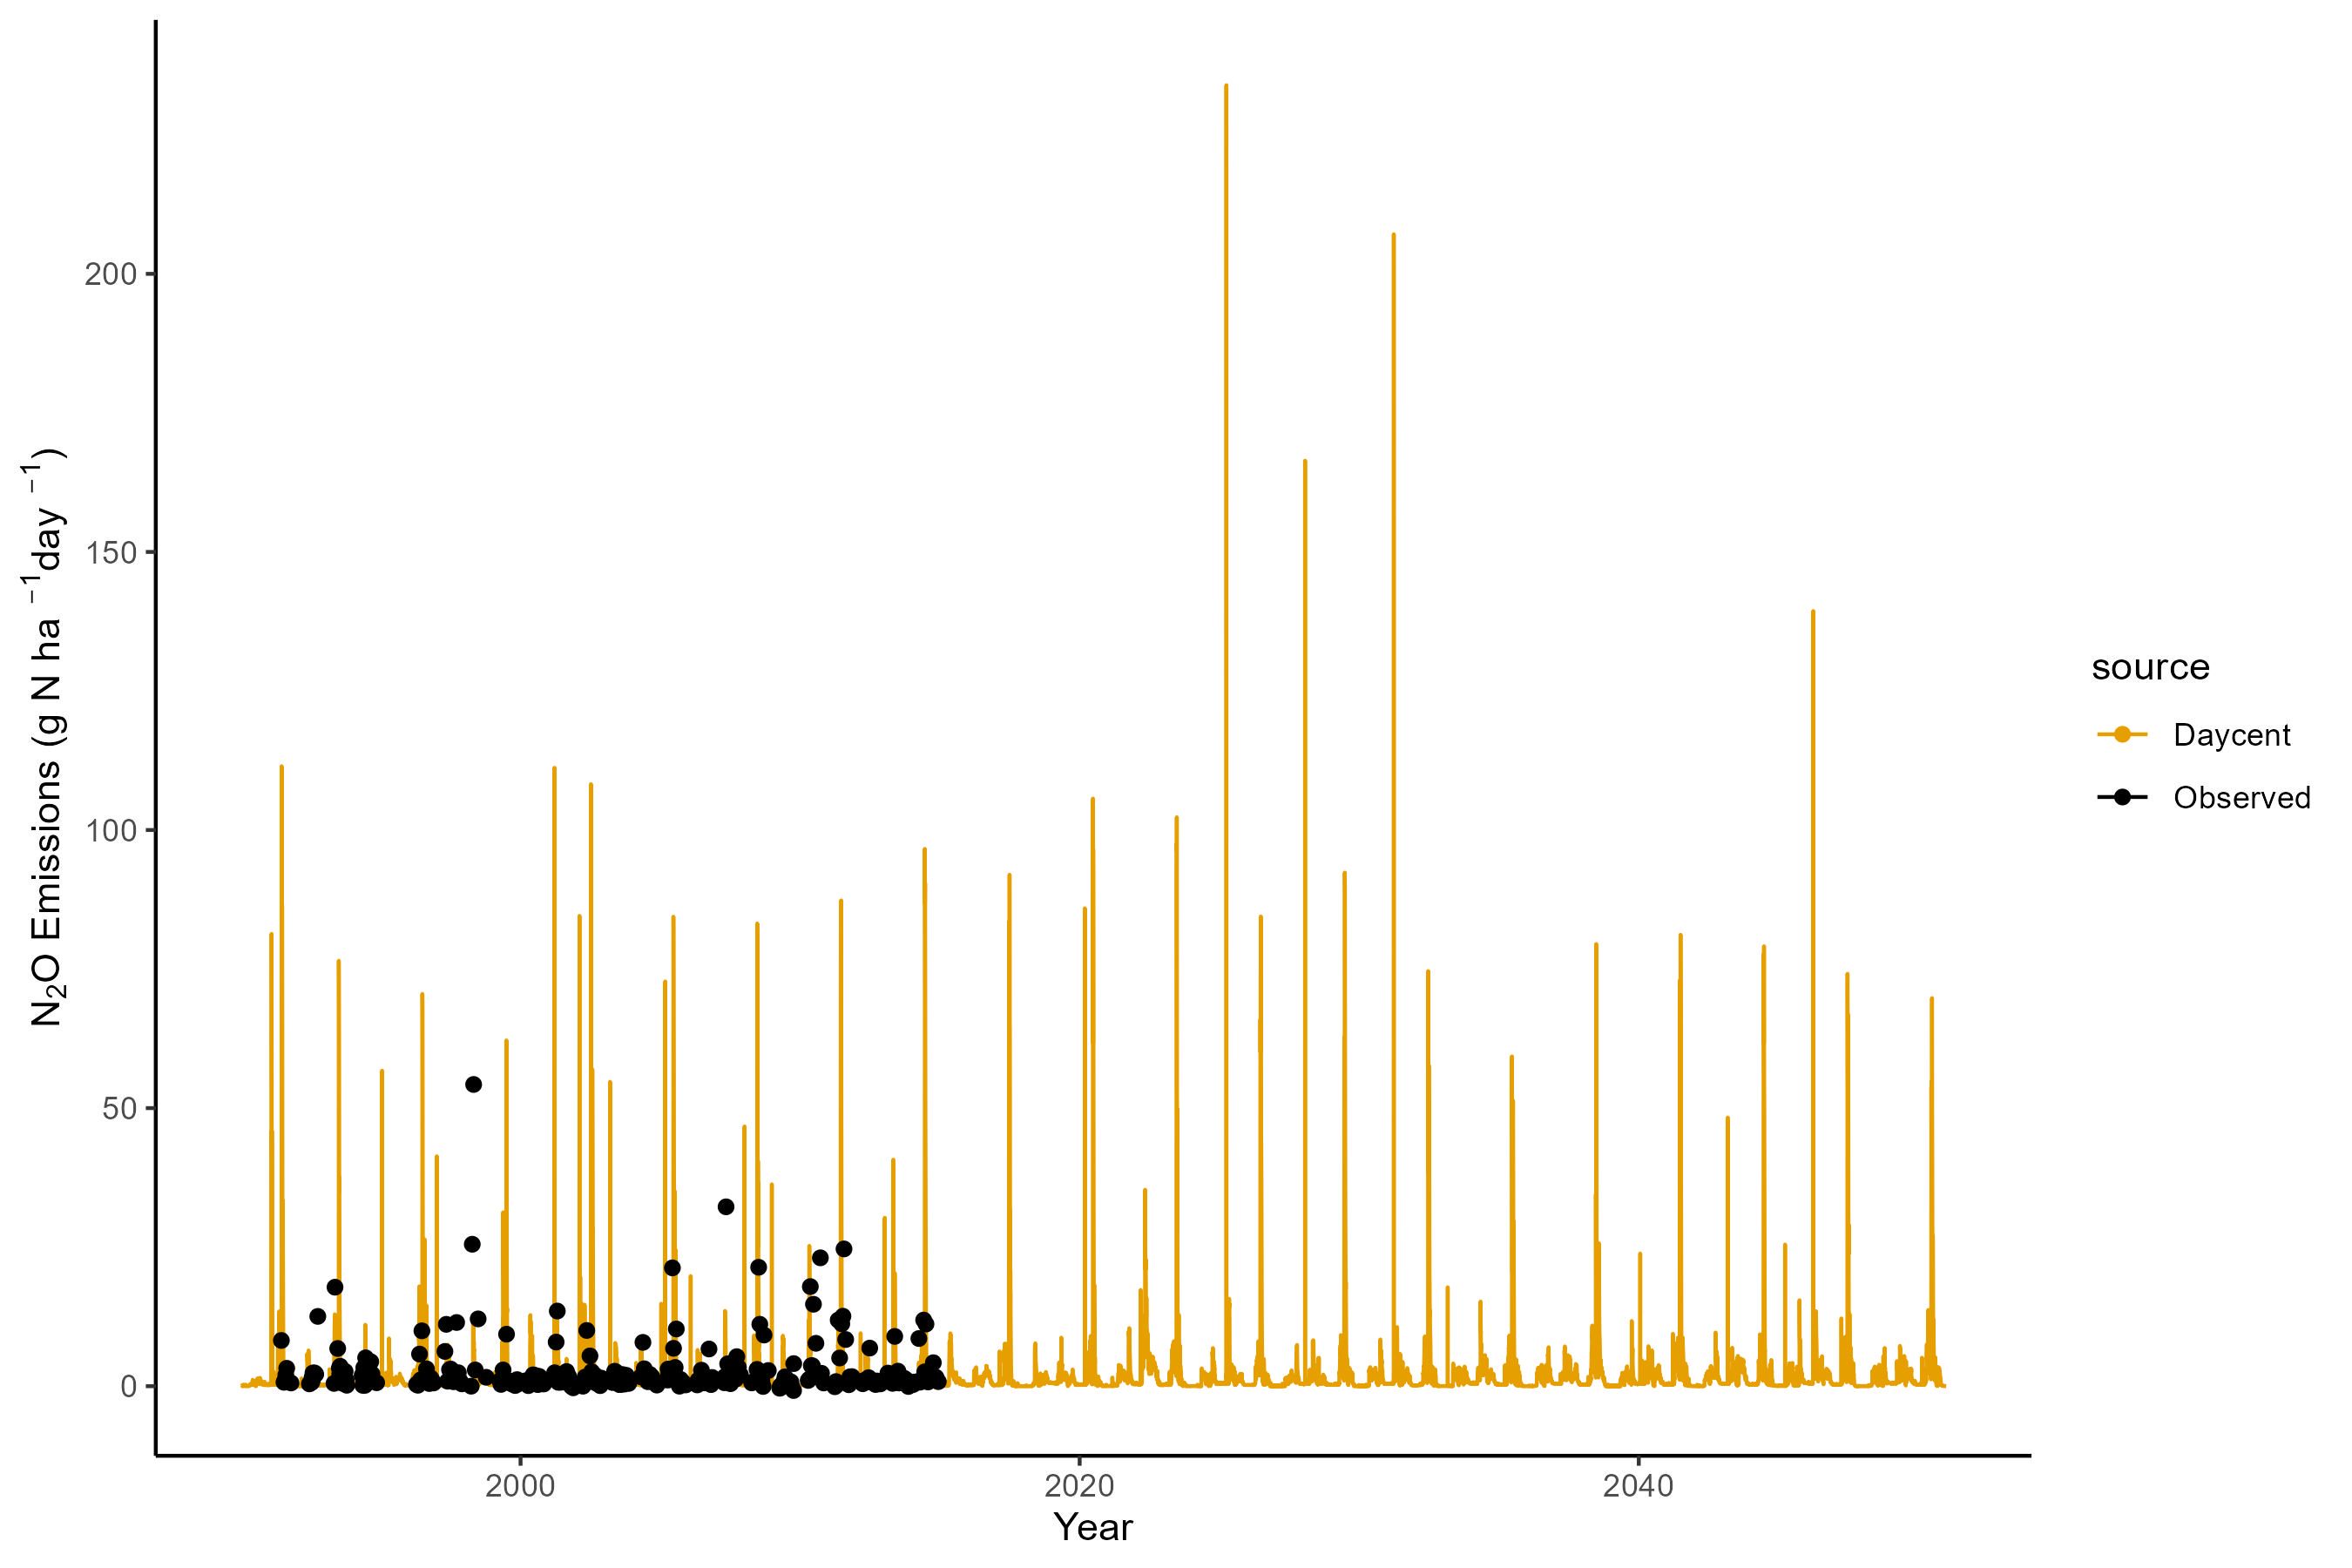 N₂O Emissions (g N ha ⁻¹day ⁻¹)
200
150
100
50
0
2000 2020 2040
Year
source
Daycent
Observed